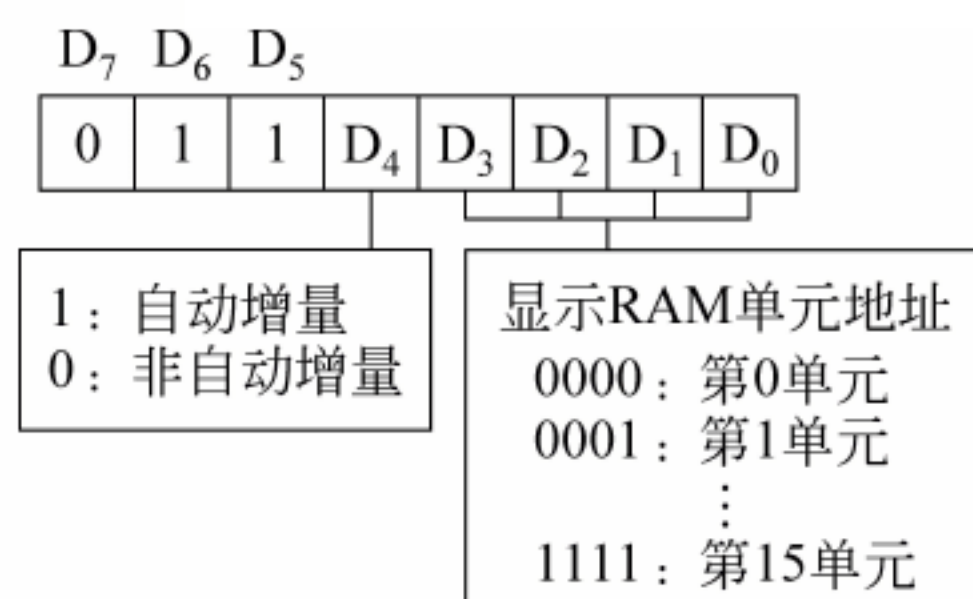 D₇ D₆ D₅
0 1 1 D₄ D₃ D₂ D₁ D₀
1：自动增量
0：非自动增量
显示RAM单元地址
0000：第0单元
0001：第1单元
⋮
1111：第15单元